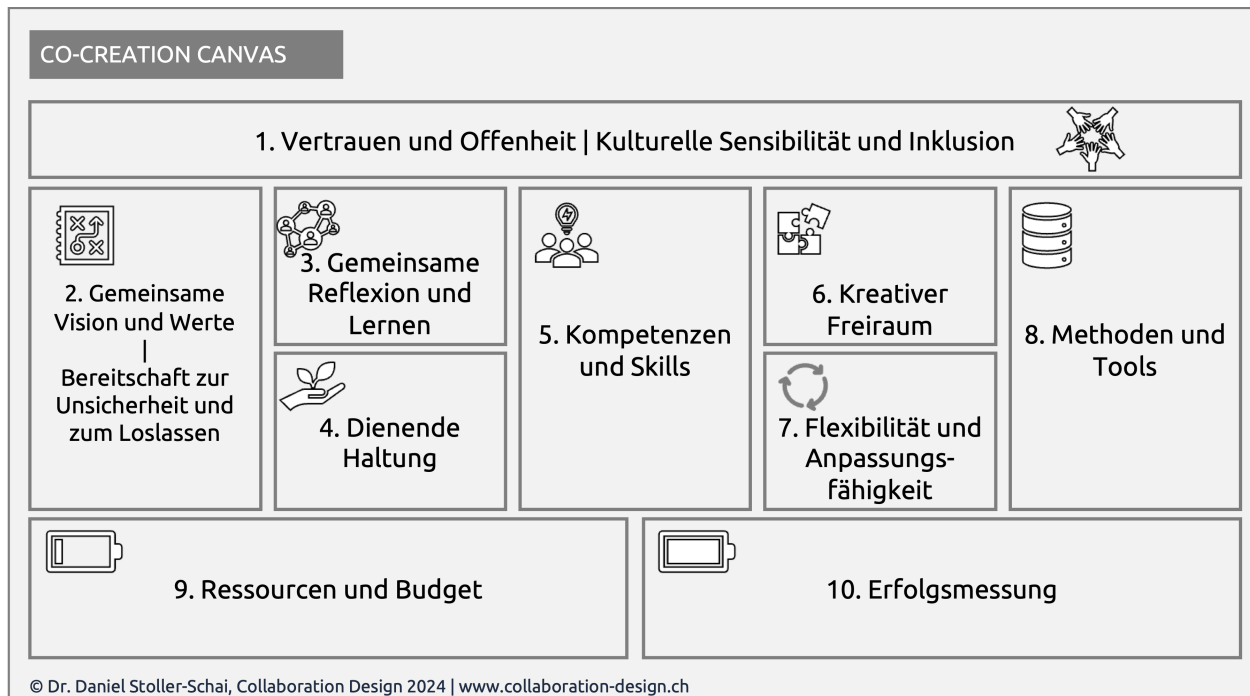 CO-CREATION CANVAS
1. Vertrauen und Offenheit | Kulturelle Sensibilität und Inklusion
2. Gemeinsame
Vision und Werte
|
Bereitschaft zur
Unsicherheit und
zum Loslassen
3. Gemeinsame
Reflexion und
Lernen
4. Dienende
Haltung
5. Kompetenzen
und Skills
6. Kreativer
Freiraum
7. Flexibilität und
Anpassungs-
fähigkeit
8. Methoden und
Tools
9. Ressourcen und Budget
10. Erfolgsmessung
© Dr. Daniel Stoller-Schai, Collaboration Design 2024 | www.collaboration-design.ch